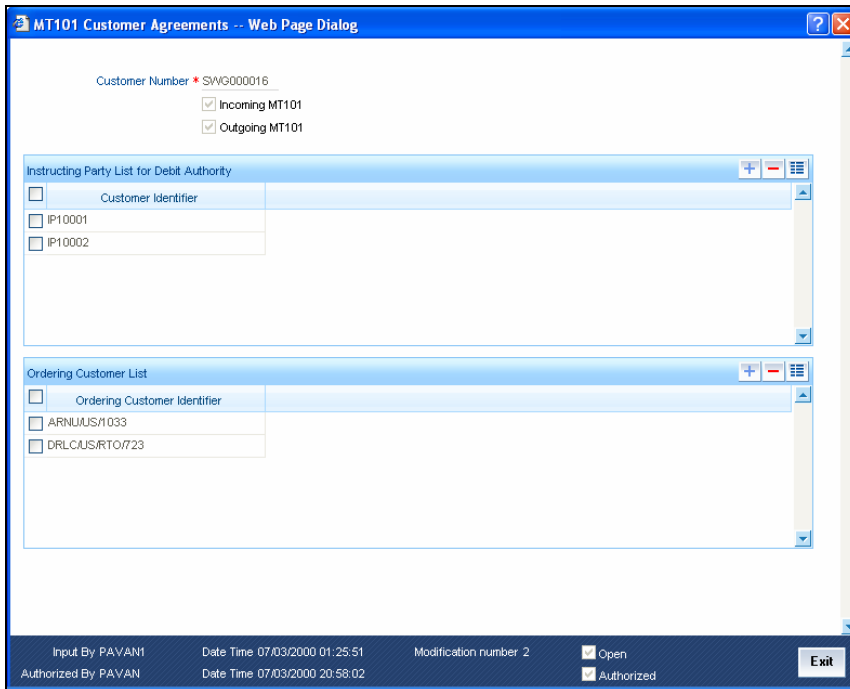 MT101 Customer Agreements -- Web Page Dialog
Customer Number * SWG000016
Incoming MT101
Outgoing MT101
Instructing Party List for Debit Authority
Customer Identifier
IP10001
IP10002
Ordering Customer List
Ordering Customer Identifier
ARNU/US/1033
DRLC/US/RTO/723
Input By PAVAN1 Date Time 07/03/2000 01:25:51 Modification number 2 Open
Authorized By PAVAN Date Time 07/03/2000 20:58:02 Authorized
Exit